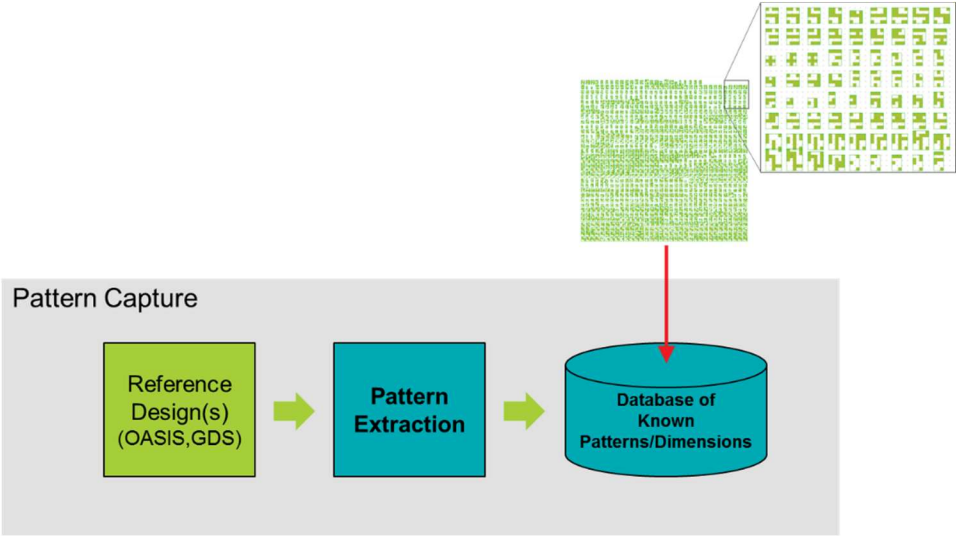 Pattern Capture
Reference
Design(s)
(OASIS,GDS)
Pattern
Extraction
Database of
Known
Patterns/Dimensions